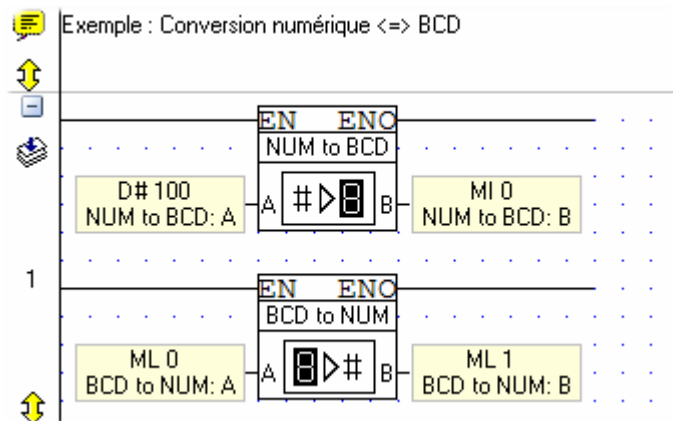 Exemple : Conversion numérique <=> BCD
EN ENO
NUM to BCD
D# 100
NUM to BCD: A
A # B
MI 0
NUM to BCD: B
1
EN ENO
BCD to NUM
ML 0
BCD to NUM: A
A # B
ML 1
BCD to NUM: B